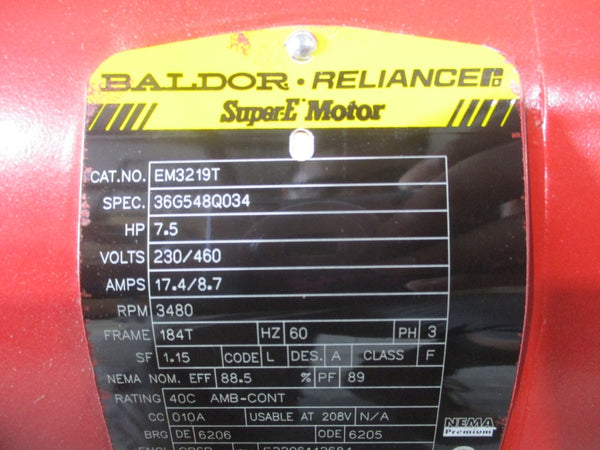 BALDOR • RELIANCE
Super-E Motor
CAT.NO. EM3219T
SPEC. 36G548Q034
HP 7.5
VOLTS 230/460
AMPS 17.4/8.7
RPM 3480
FRAME 184T HZ 60 PH 3
SF 1.15 CODE L DES. A CLASS F
NEMA NOM. EFF 88.5 % PF 89
RATING 40C AMB-CONT
CC 010A USABLE AT 208V N/A
NEMA
Premium
BRG DE 6206 ODE 6205